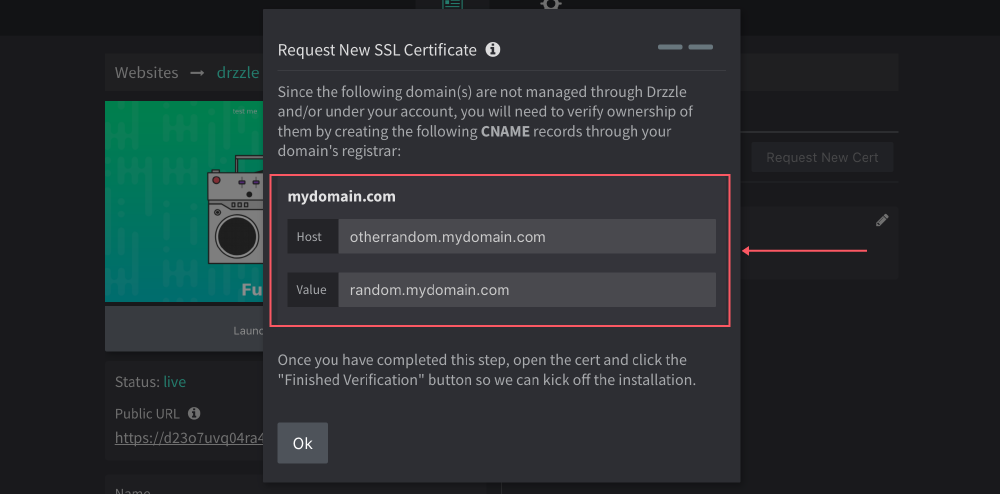 Request New SSL Certificate
Websites → drzzle
Since the following domain(s) are not managed through Drzzle
and/or under your account, you will need to verify ownership of
them by creating the following CNAME records through your
domain's registrar:
test me
Request New Cert
mydomain.com
Host
otherrandom.mydomain.com
Value
random.mydomain.com
Fu
Launc
Once you have completed this step, open the cert and click the
"Finished Verification" button so we can kick off the installation.
Status: live
Public URL
https://d23o7uvq04ra4
Ok
Name